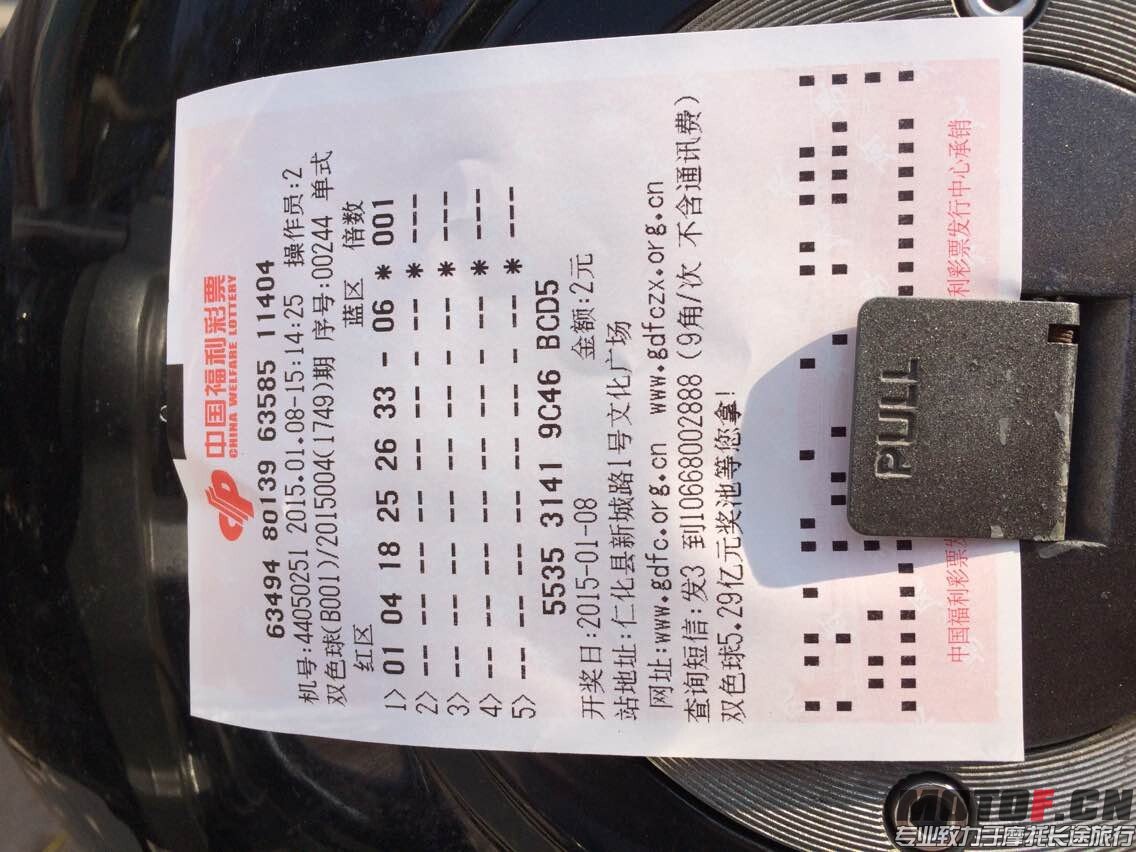 中国福利彩票
CHINA WELFARE LOTTERY
63494 80139 63585 11404
机号:44050251 2015.01.08-15:14:25 操作员:2
双色球(B001)/2015004(1749)期 序号:00244 单式
红区 蓝区 倍数
1> 01 04 18 25 26 33 - 06 * 001
2> -- -- -- -- -- -- - -- * ---
3> -- -- -- -- -- -- - -- * ---
4> -- -- -- -- -- -- - -- * ---
5> -- -- -- -- -- -- - -- * ---
5535 3141 9C46 BCD5
开奖日:2015-01-08 金额:2元
站地址:仁化县新城路1号文化广场
网址:www.gdfc.org.cn www.gdfczx.org.cn
查询短信:发3 到10668002888 (9角/次 不含通讯费)
双色球5.29亿元奖池等您拿!
中国福利彩票发 利彩票发行中心承销
PULL
MOTOF.CN
专业致力于摩托长途旅行